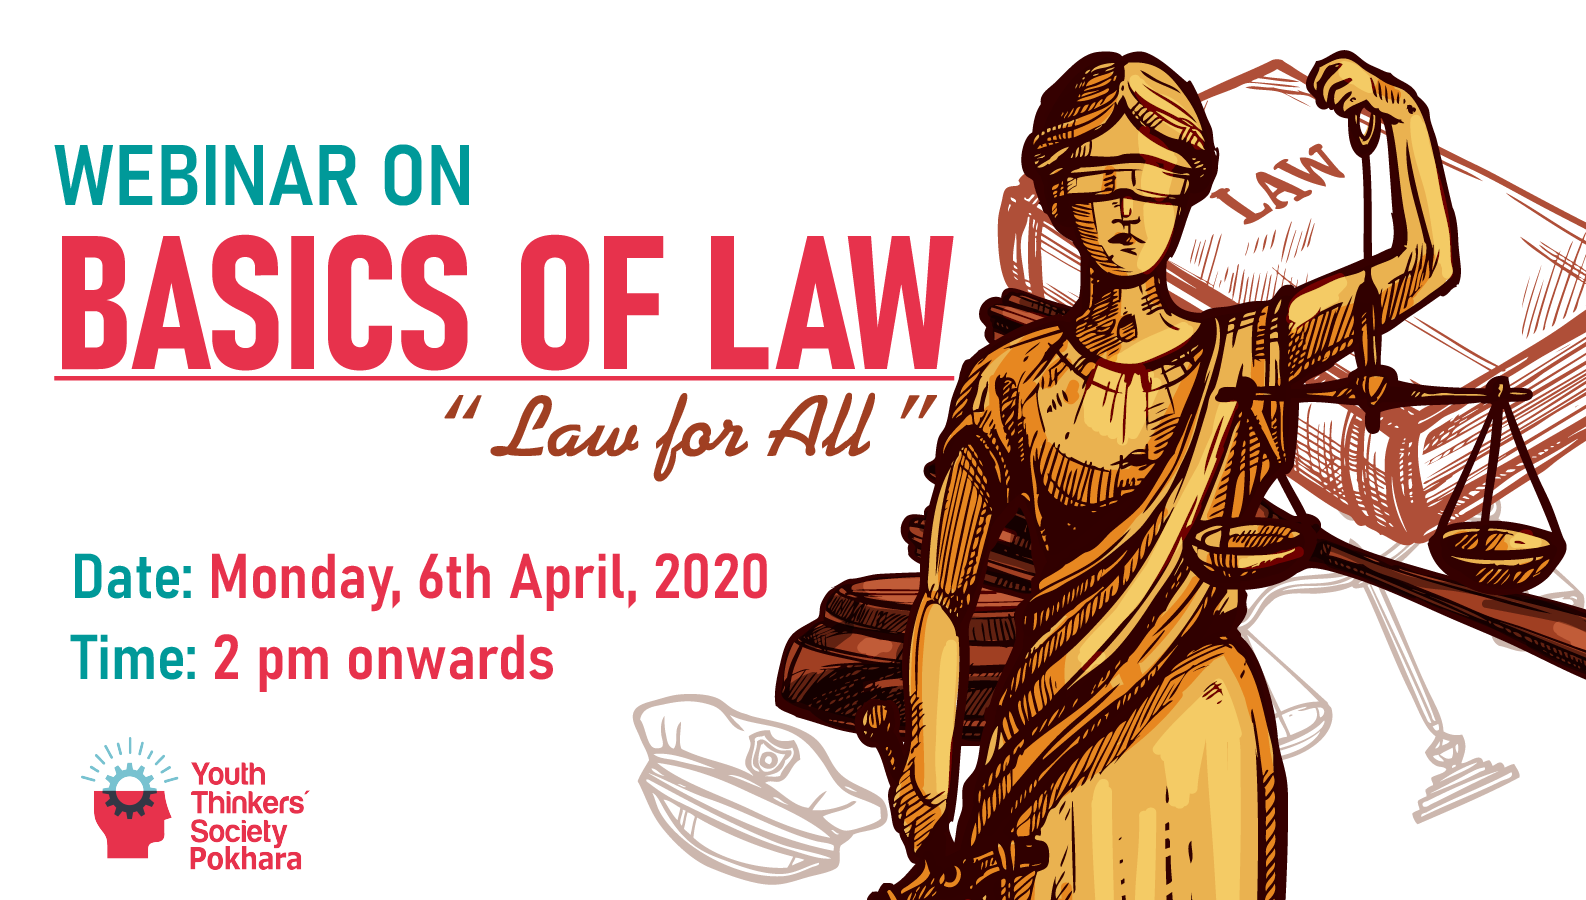 WEBINAR ON
BASICS OF LAW
“ Law for All ”
Date: Monday, 6th April, 2020
Time: 2 pm onwards
Youth
Thinkers´
Society
Pokhara
LAW